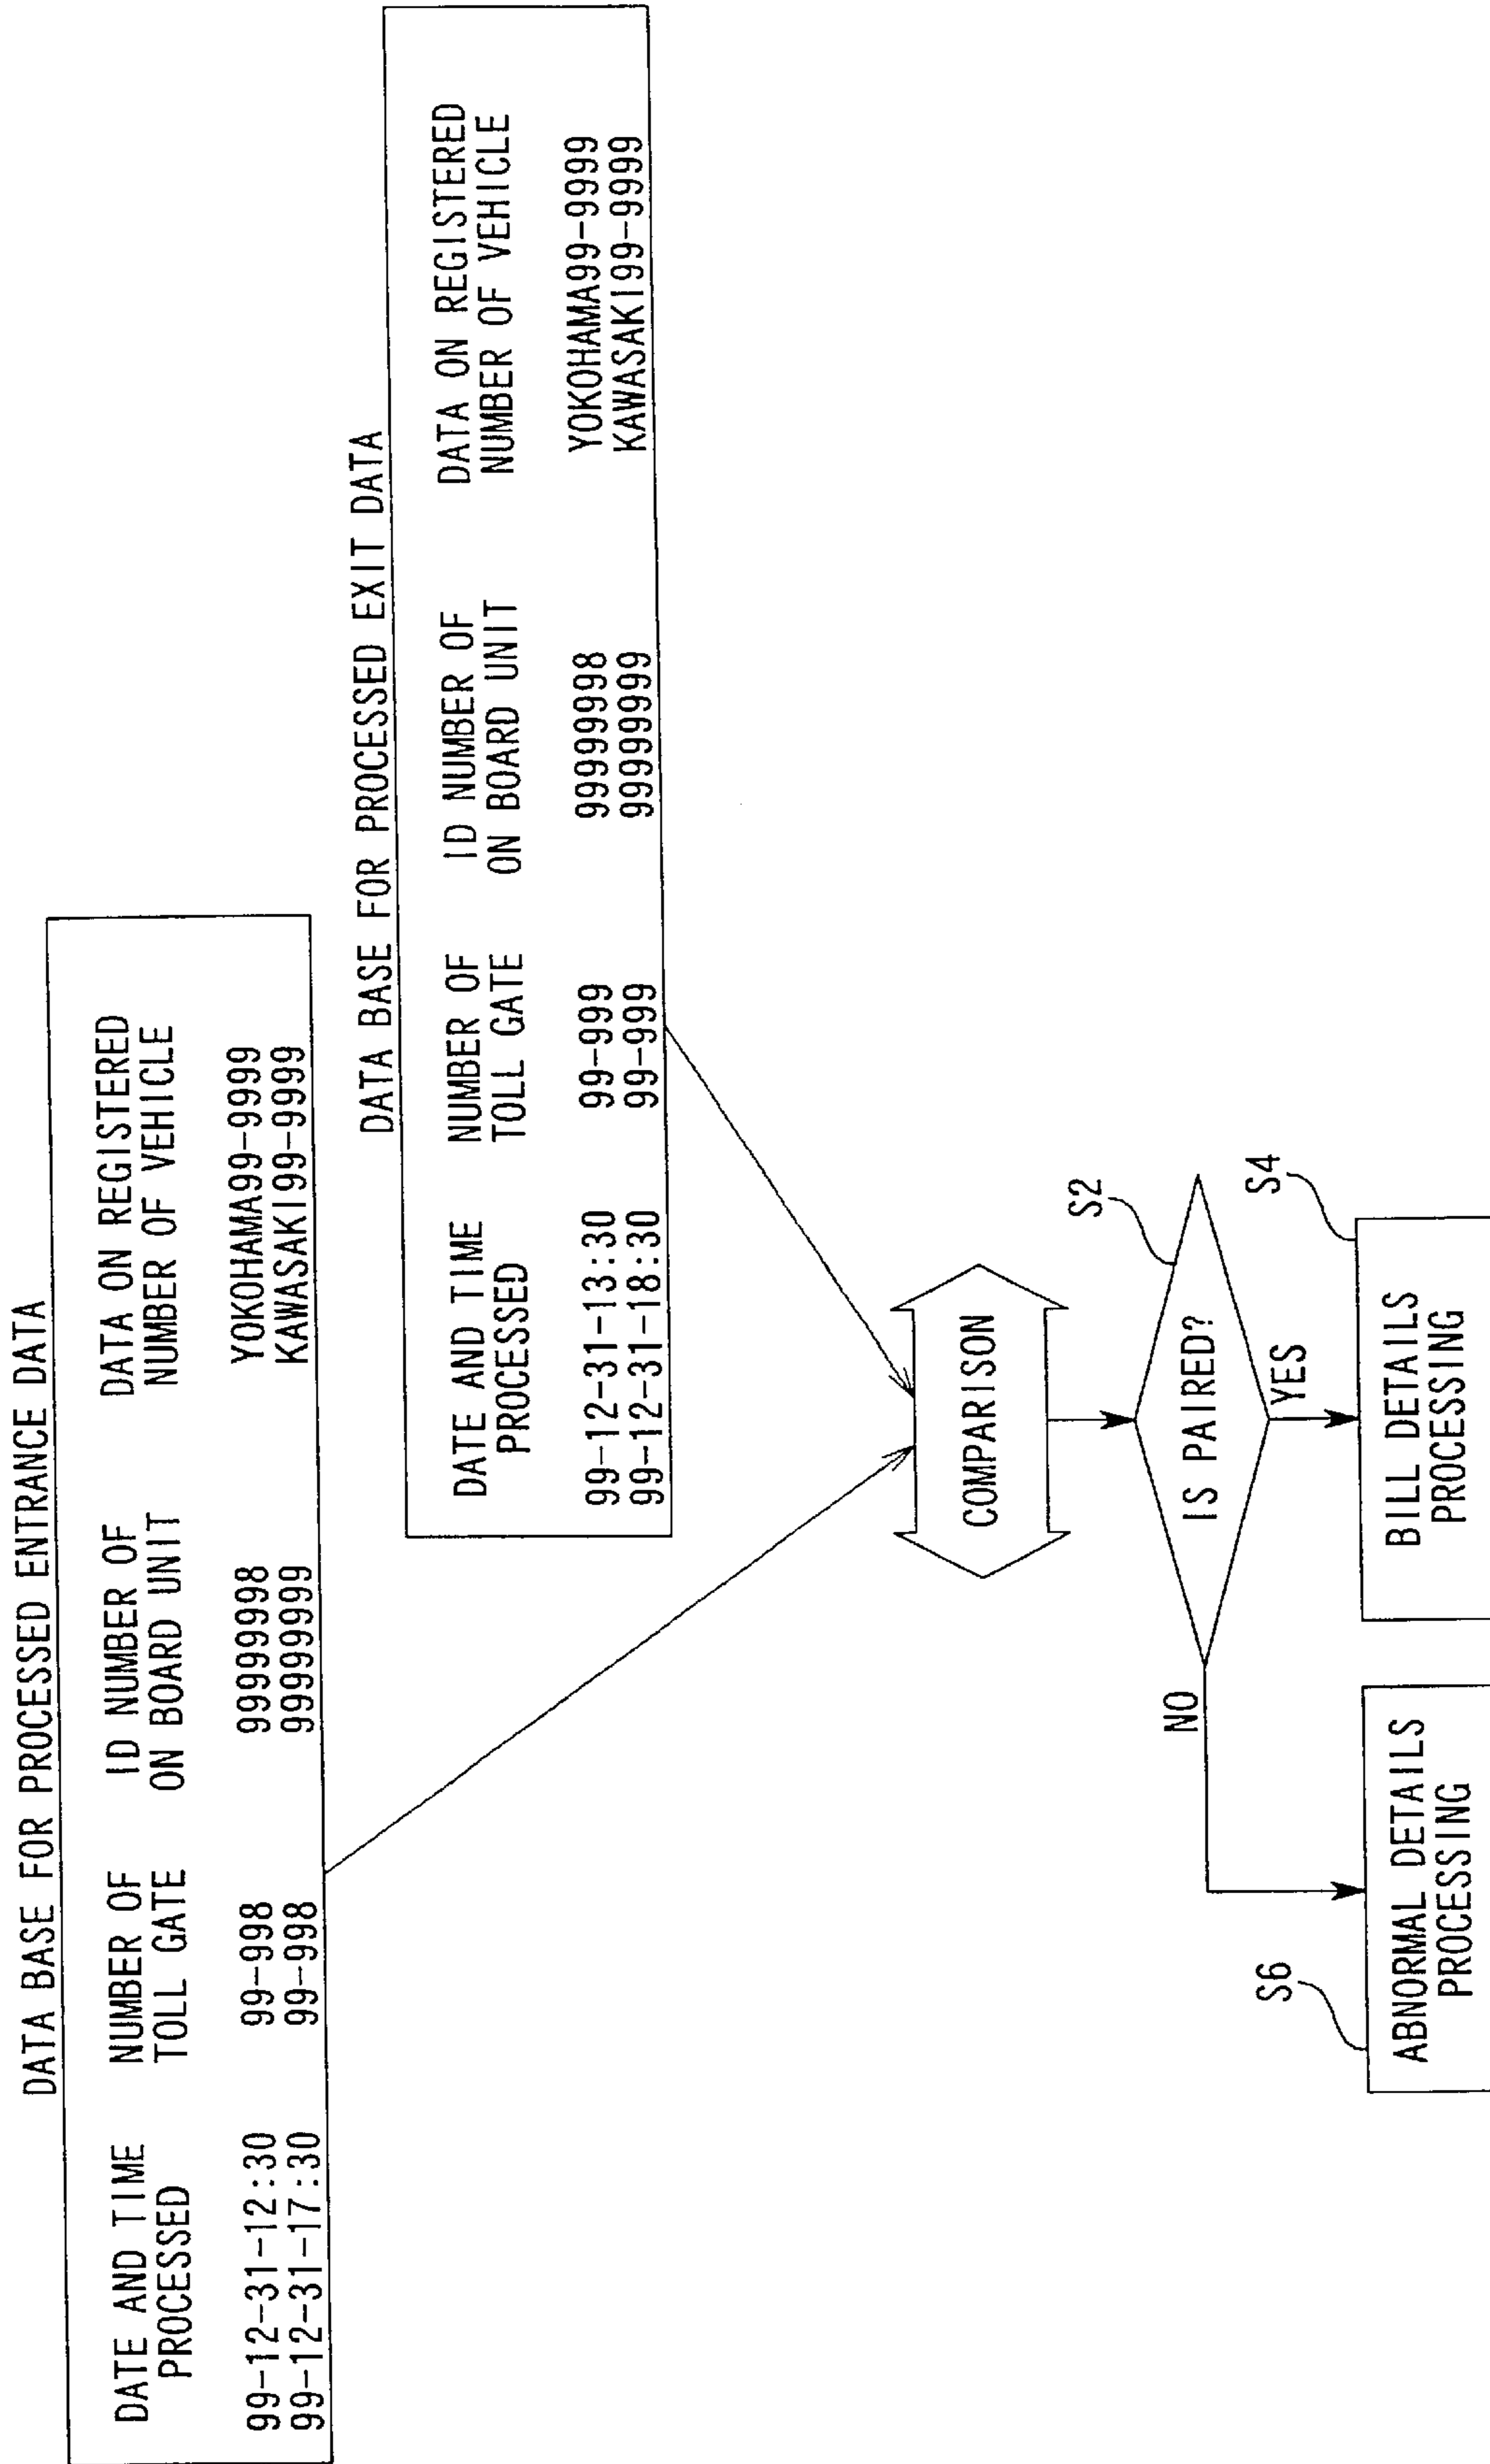 DATA BASE FOR PROCESSED ENTRANCE DATA
DATE AND TIME PROCESSED NUMBER OF TOLL GATE ID NUMBER OF ON BOARD UNIT DATA ON REGISTERED NUMBER OF VEHICLE
99-12-31-12:30 99-998 99999998 YOKOHAMA99-9999
99-12-31-17:30 99-998 99999999 KAWASAKI99-9999
DATA BASE FOR PROCESSED EXIT DATA
DATE AND TIME PROCESSED NUMBER OF TOLL GATE ID NUMBER OF ON BOARD UNIT DATA ON REGISTERED NUMBER OF VEHICLE
99-12-31-13:30 99-999 99999998 YOKOHAMA99-9999
99-12-31-18:30 99-999 99999999 KAWASAKI99-9999
COMPARISON
IS PAIRED?
S2
NO
YES
S6
S4
ABNORMAL DETAILS
PROCESSING
BILL DETAILS
PROCESSING